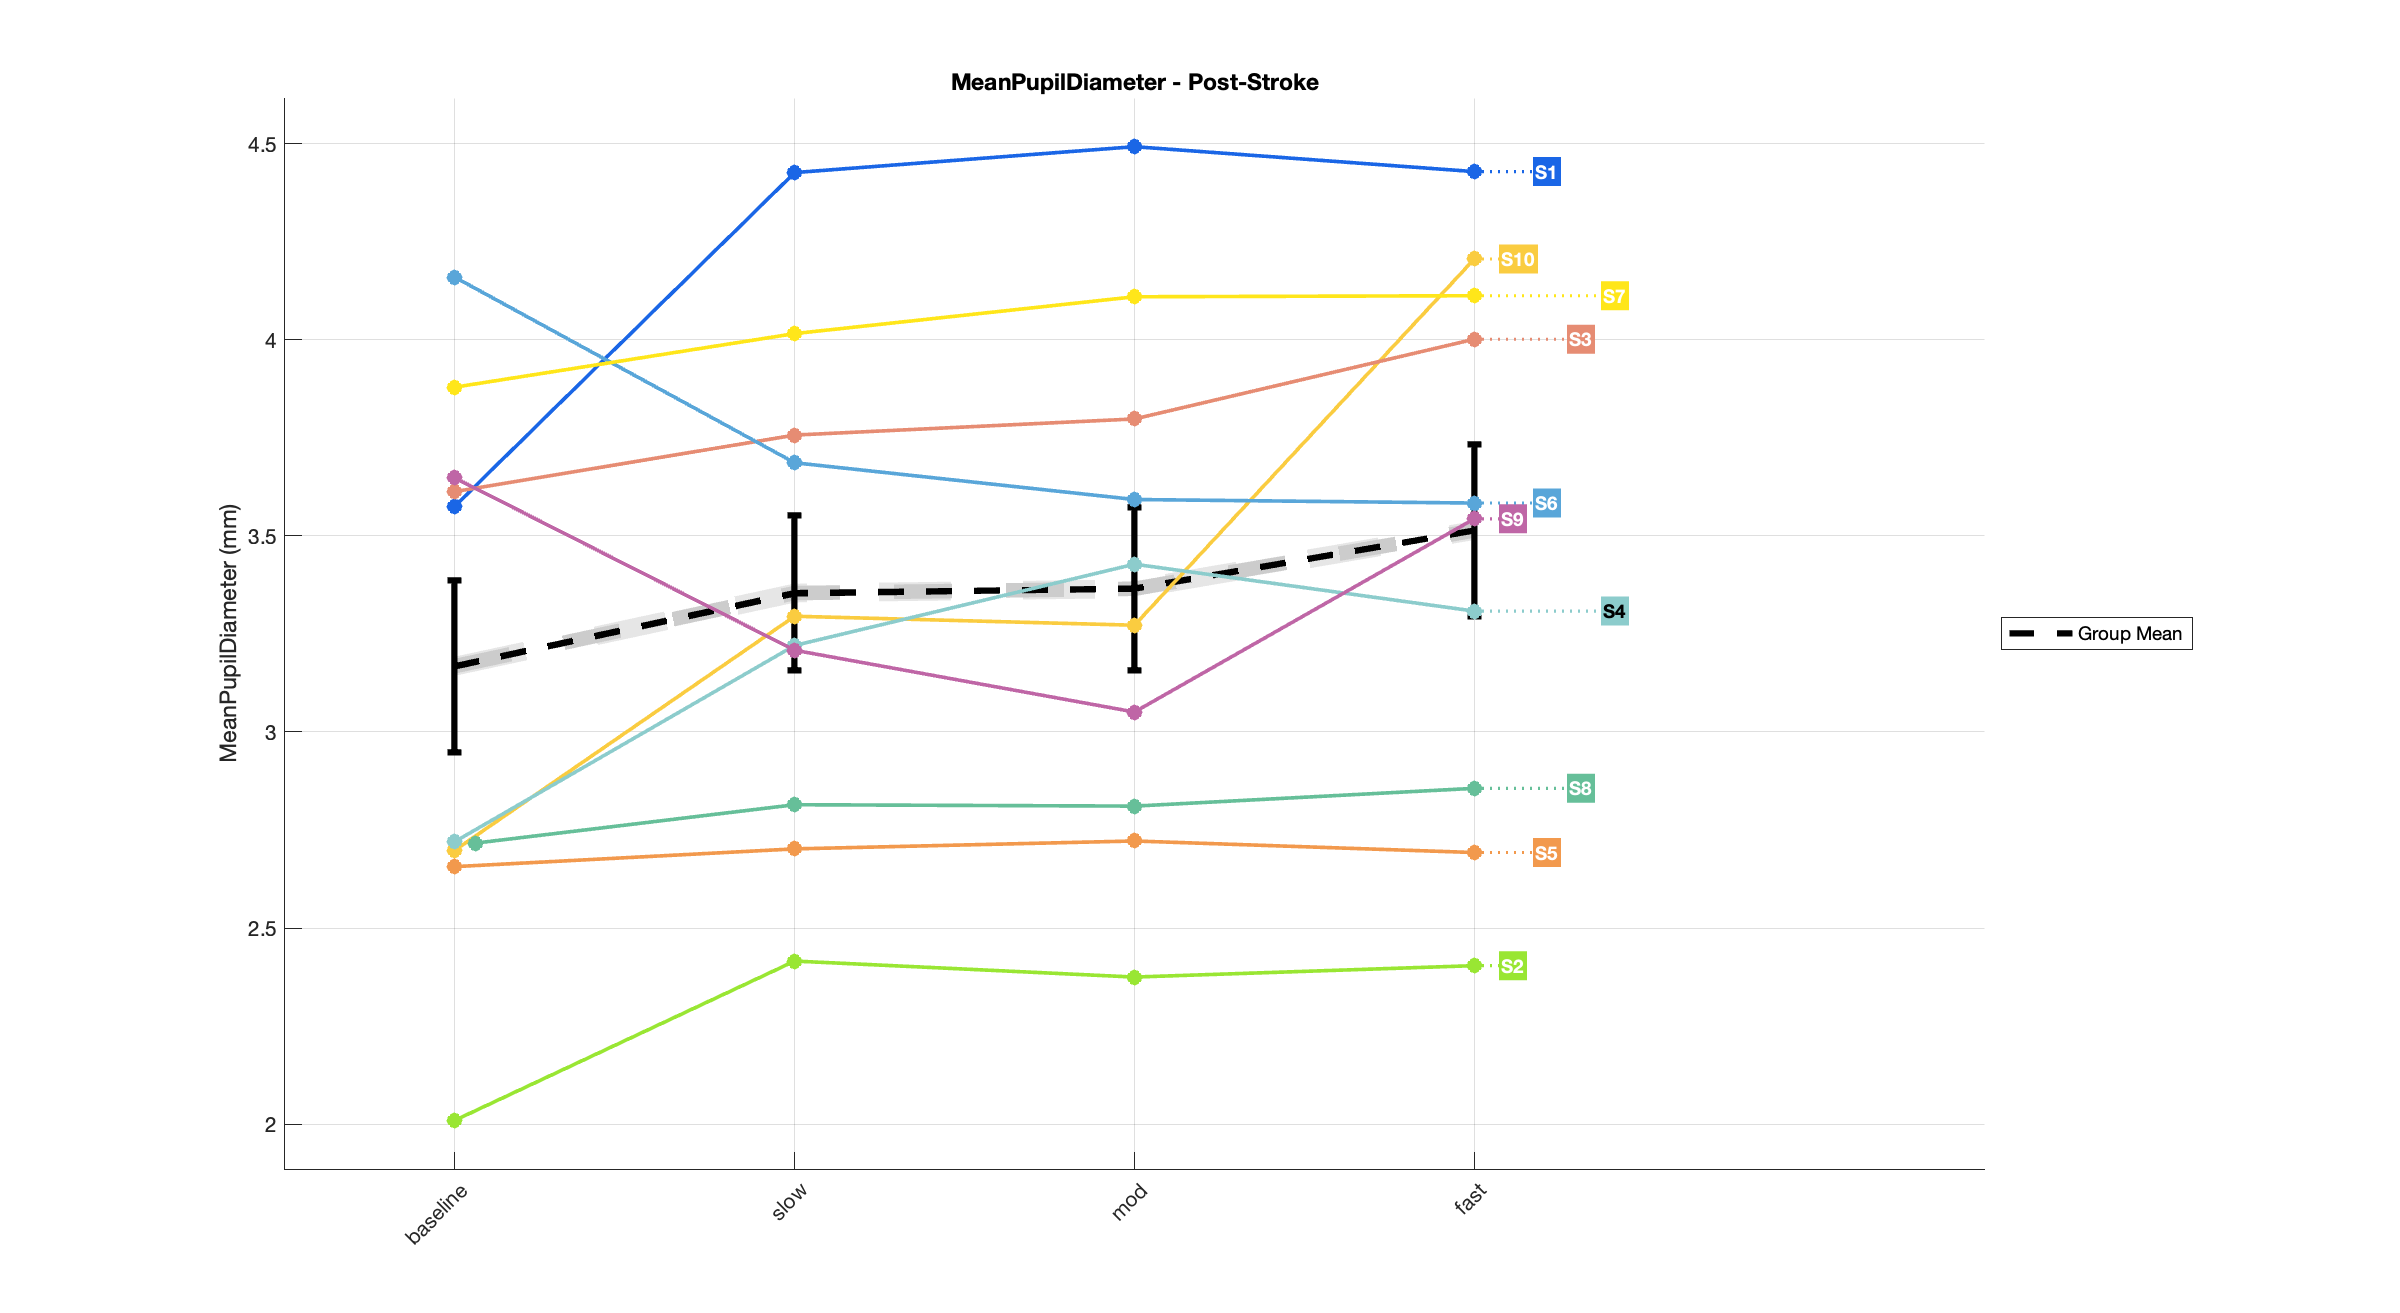 MeanPupilDiameter - Post-Stroke
MeanPupilDiameter (mm)
4.5
4
3.5
3
2.5
2
baseline
slow
mod
fast
S1
S10
S7
S3
S6
S9
S4
S8
S5
S2
Group Mean